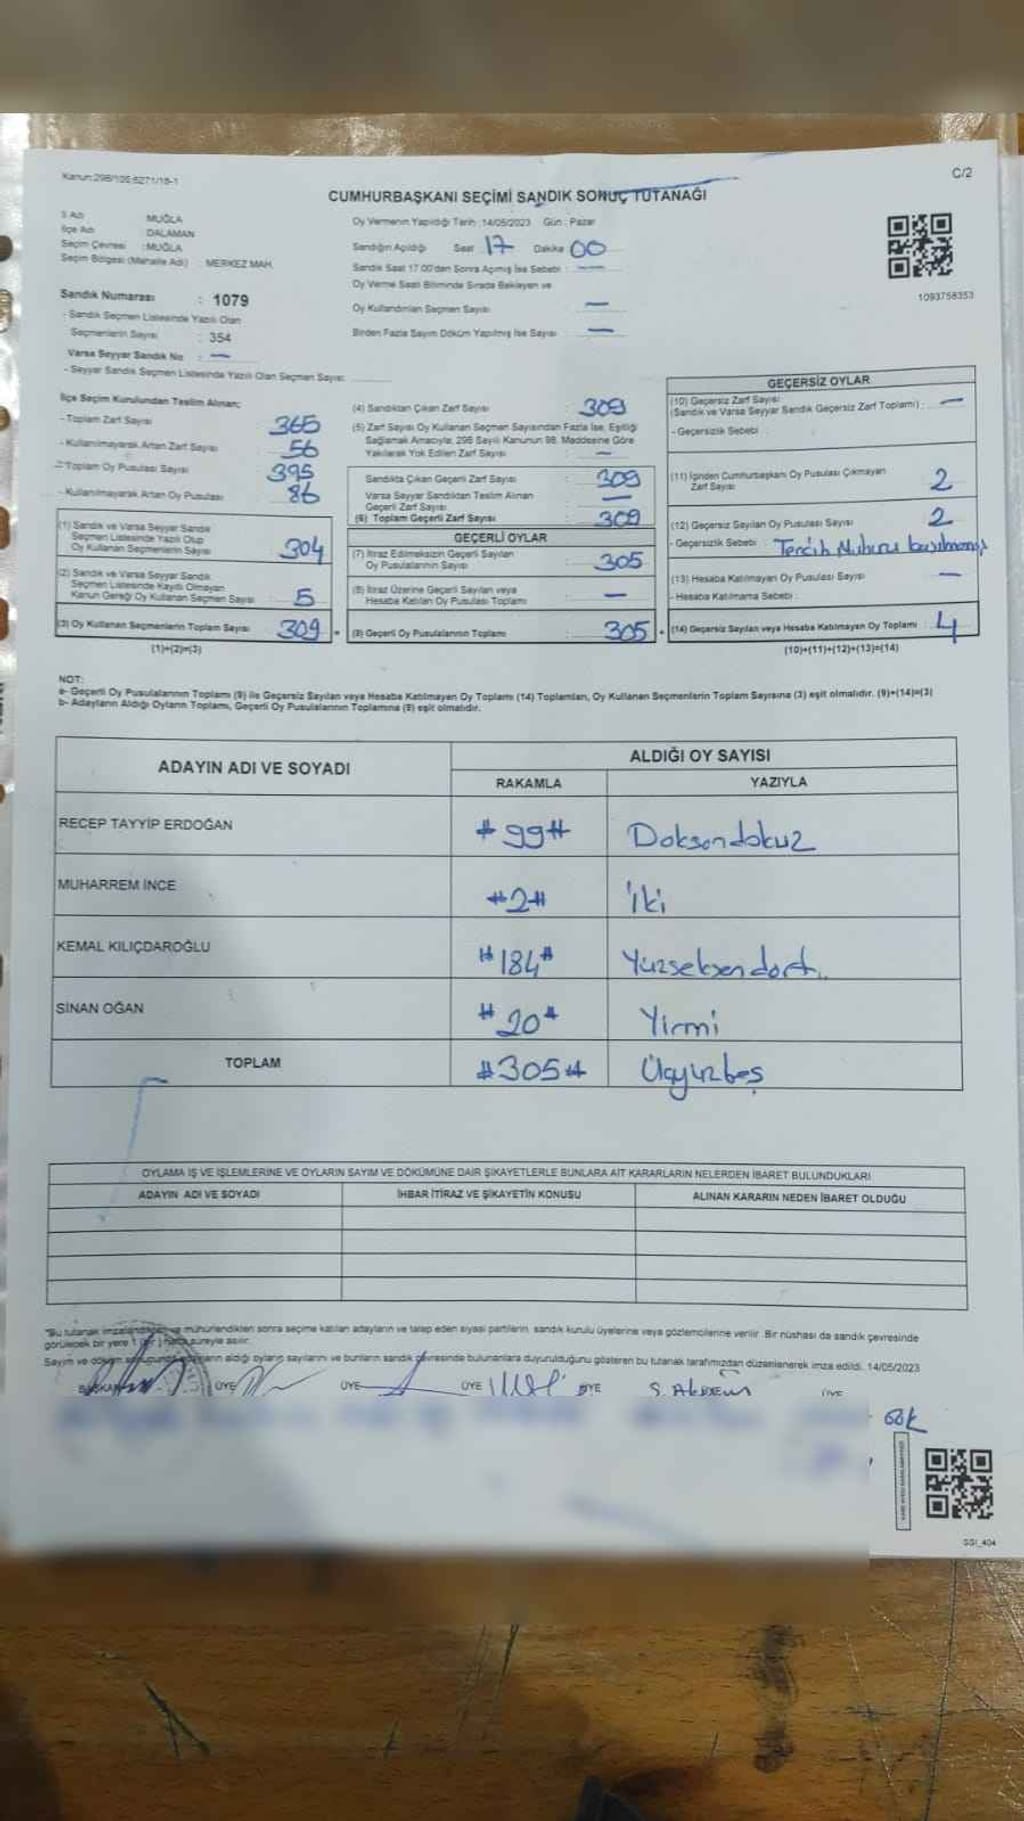 Kanun:298/105;6271/18-1
C/2
CUMHURBAŞKANI SEÇİMİ SANDIK SONUÇ TUTANAĞI
İl Adı MUĞLA
İlçe Adı DALAMAN
Seçim Çevresi :MUĞLA
Seçim Bölgesi (Mahalle Adı) MERKEZ MAH.
Oy Vermenin Yapıldığı Tarih :14/05/2023 Gün : Pazar
Sandığın Açıldığı Saat 17 Dakika 00
Sandık Saat 17.00'den Sonra Açılmış İse Sebebi : —
Oy Verme Saati Bitiminde Sırada Bekleyen ve
Oy Kullandırılan Seçmen Sayısı —
Birden Fazla Sayım Döküm Yapılmış İse Sayısı —
1093758353
Sandık Numarası : 1079
- Sandık Seçmen Listesinde Yazılı Olan
Seçmenlerin Sayısı : 354
Varsa Seyyar Sandık No : —
- Seyyar Sandık Seçmen Listesinde Yazılı Olan Seçmen Sayısı:
İlçe Seçim Kurulundan Teslim Alınan:
- Toplam Zarf Sayısı 365
- Kullanılmayarak Artan Zarf Sayısı 56
- Toplam Oy Pusulası Sayısı 395
- Kullanılmayarak Artan Oy Pusulası 86
(1) Sandık ve Varsa Seyyar Sandık
Seçmen Listesinde Yazılı Olup
Oy Kullanan Seçmenlerin Sayısı 304
(2) Sandık ve Varsa Seyyar Sandık
Seçmen Listesinde Kaydı Olmayan
Kanun Gereği Oy Kullanan Seçmen Sayısı 5
(3) Oy Kullanan Seçmenlerin Toplam Sayısı 309 =
(1)+(2)=(3)
(4) Sandıktan Çıkan Zarf Sayısı : 309
(5) Zarf Sayısı Oy Kullanan Seçmen Sayısından Fazla İse, Eşitliği
Sağlamak Amacıyla, 298 Sayılı Kanunun 98. Maddesine Göre
Yakılarak Yok Edilen Zarf Sayısı : —
Sandıkta Çıkan Geçerli Zarf Sayısı : 309
Varsa Seyyar Sandıktan Teslim Alınan
Geçerli Zarf Sayısı —
(6) Toplam Geçerli Zarf Sayısı : 309
GEÇERLİ OYLAR
(7) İtiraz Edilmeksizin Geçerli Sayılan
Oy Pusulalarının Sayısı : 305
(8) İtiraz Üzerine Geçerli Sayılan veya
Hesaba Katılan Oy Pusulası Toplamı : —
(9) Geçerli Oy Pusulalarının Toplamı : 305 +
GEÇERSİZ OYLAR
(10) Geçersiz Zarf Sayısı
(Sandık ve Varsa Seyyar Sandık Geçersiz Zarf Toplamı) : —
- Geçersizlik Sebebi :
(11) İçinden Cumhurbaşkanı Oy Pusulası Çıkmayan
Zarf Sayısı 2
(12) Geçersiz Sayılan Oy Pusulası Sayısı 2
- Geçersizlik Sebebi :
(13) Hesaba Katılmayan Oy Pusulası Sayısı —
- Hesaba Katılmama Sebebi :
(14) Geçersiz Sayılan veya Hesaba Katılmayan Oy Toplamı : 4
(10)+(11)+(12)+(13)=(14)
NOT:
a- Geçerli Oy Pusulalarının Toplamı (9) ile Geçersiz Sayılan veya Hesaba Katılmayan Oy Toplamı (14) Toplamları, Oy Kullanan Seçmenlerin Toplam Sayısına (3) eşit olmalıdır. (9)+(14)=(3)
b- Adayların Aldığı Oyların Toplamı, Geçerli Oy Pusulalarının Toplamına (9) eşit olmalıdır.
ADAYIN ADI VE SOYADI
ALDIĞI OY SAYISI
RAKAMLA YAZIYLA
RECEP TAYYİP ERDOĞAN #99# Doksandokuz
MUHARREM İNCE #2# İki
KEMAL KILIÇDAROĞLU #184# Yüzseksendört
SİNAN OĞAN #20# Yirmi
TOPLAM #305# Üçyüzbeş
OYLAMA İŞ VE İŞLEMLERİNE VE OYLARIN SAYIM VE DÖKÜMÜNE DAİR ŞİKAYETLERLE BUNLARA AİT KARARLARIN NELERDEN İBARET BULUNDUKLARI
ADAYIN ADI VE SOYADI İHBAR İTİRAZ VE ŞİKAYETİN KONUSU ALINAN KARARIN NEDEN İBARET OLDUĞU
"Bu tutanak imzalandıktan ve mühürlendikten sonra seçime katılan adayların ve talep eden siyasi partilerin, sandık kurulu üyelerine veya gözlemcilerine verilir. Bir nüshası da sandık çevresinde
görülecek bir yere 1 (bir) hafta süreyle asılır.
Sayım ve döküm sonucunda adayların aldığı oyların sayılarını ve bunların sandık çevresinde bulunanlara duyurulduğunu gösteren bu tutanak tarafımızdan düzenlenerek imza edildi. 14/05/2023
BAŞKAN ÜYE ÜYE ÜYE ÜYE ÜYE
SSI_404